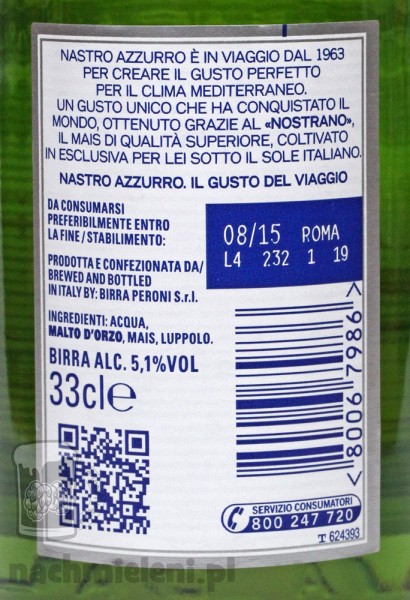 NASTRO AZZURRO È IN VIAGGIO DAL 1963
PER CREARE IL GUSTO PERFETTO
PER IL CLIMA MEDITERRANEO.
UN GUSTO UNICO CHE HA CONQUISTATO IL
MONDO, OTTENUTO GRAZIE AL «NOSTRANO»,
IL MAIS DI QUALITÀ SUPERIORE, COLTIVATO
IN ESCLUSIVA PER LEI SOTTO IL SOLE ITALIANO.
NASTRO AZZURRO. IL GUSTO DEL VIAGGIO
DA CONSUMARSI
PREFERIBILMENTE ENTRO
LA FINE / STABILIMENTO:
08/15 ROMA
L4 232 1 19
PRODOTTA E CONFEZIONATA DA/
BREWED AND BOTTLED
IN ITALY BY: BIRRA PERONI S.r.l.
INGREDIENTI: ACQUA,
MALTO D'ORZO, MAIS, LUPPOLO.
BIRRA ALC. 5,1%VOL
33cl e
<8006 7986>
SERVIZIO CONSUMATORI
800 247 720
T 624393
nachmieleni.pl